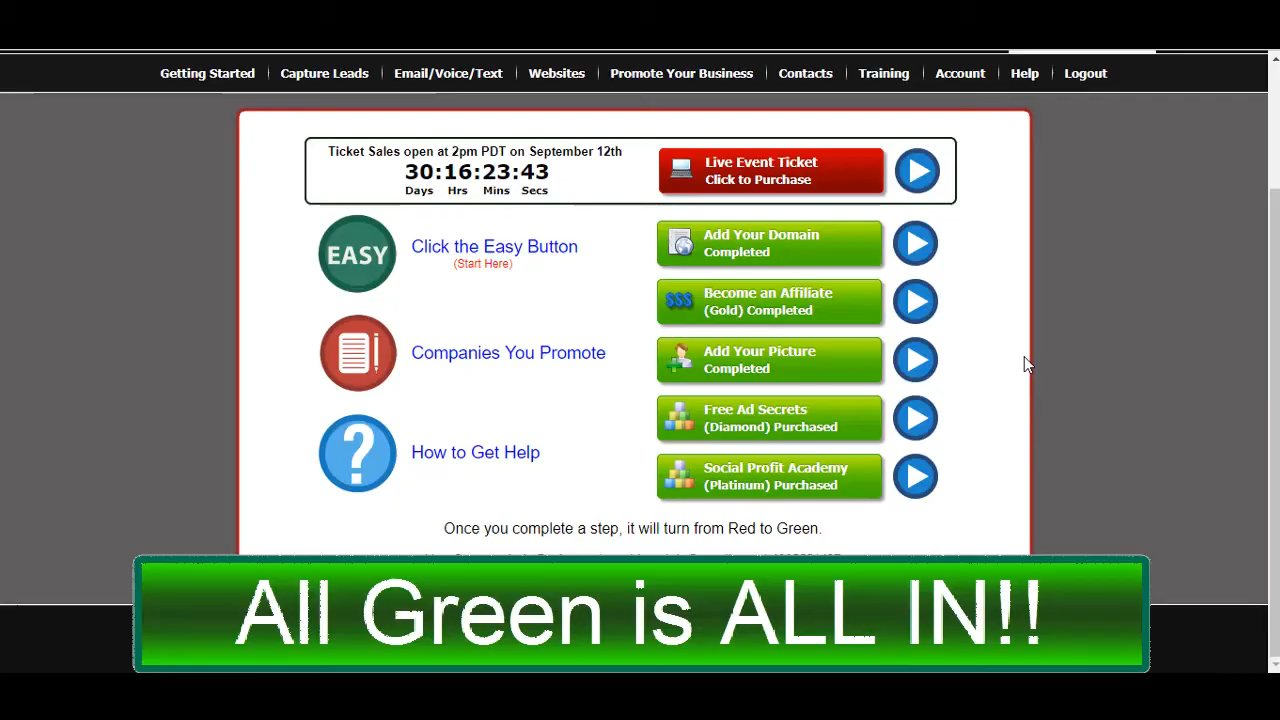 Getting Started Capture Leads Email/Voice/Text Websites Promote Your Business Contacts Training Account Help Logout
Ticket Sales open at 2pm PDT on September 12th
30:16:23:43
Days Hrs Mins Secs
Live Event Ticket
Click to Purchase
EASY
Click the Easy Button
(Start Here)
Add Your Domain
Completed
$$$
Become an Affiliate
(Gold) Completed
Companies You Promote
Add Your Picture
Completed
Free Ad Secrets
(Diamond) Purchased
?
How to Get Help
Social Profit Academy
(Platinum) Purchased
Once you complete a step, it will turn from Red to Green.
All Green is ALL IN!!